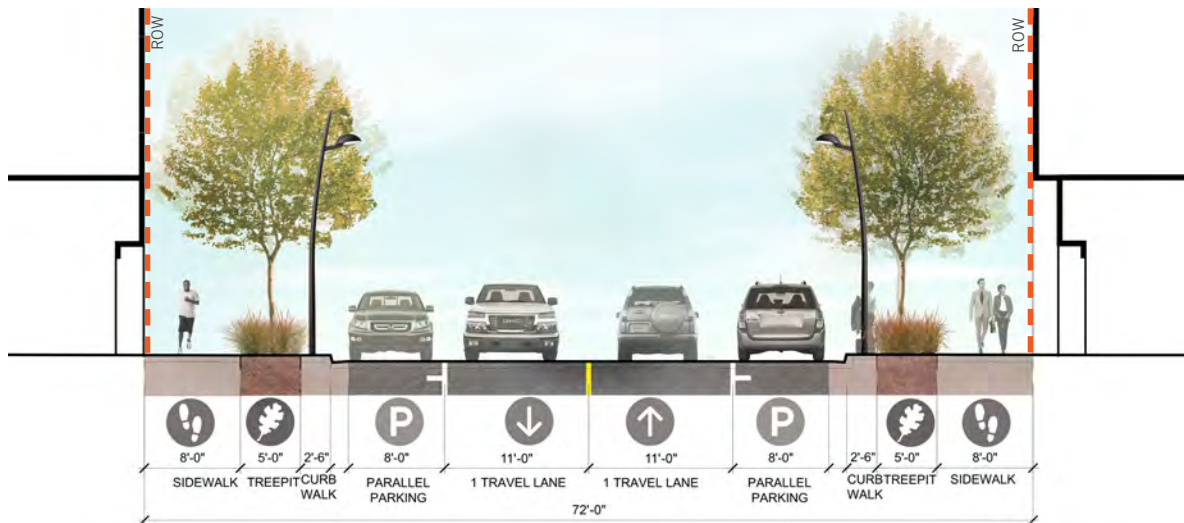 ROW
ROW
P
P
8'-0" 5'-0" 2'-6" 8'-0" 11'-0" 11'-0" 8'-0" 2'-6" 5'-0" 8'-0"
SIDEWALK TREEPIT CURB WALK PARALLEL PARKING 1 TRAVEL LANE 1 TRAVEL LANE PARALLEL PARKING CURB WALK TREEPIT SIDEWALK
72'-0"